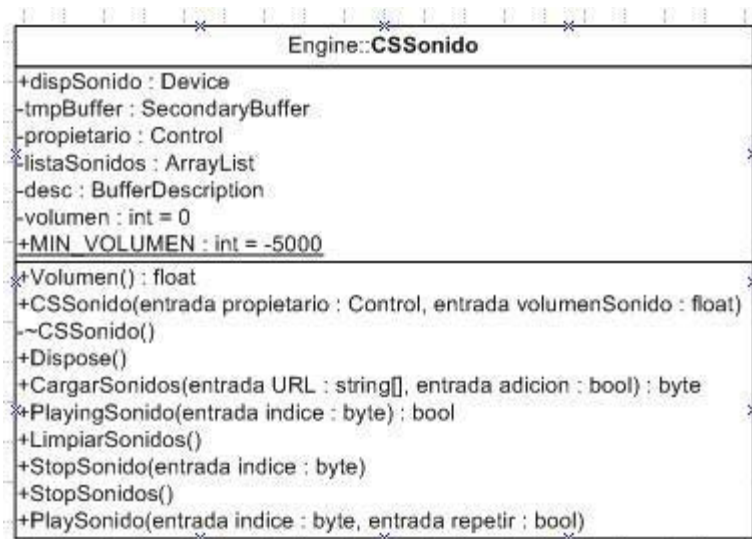 Engine::CSSonido
+dispSonido : Device
-tmpBuffer : SecondaryBuffer
-propietario : Control
-listaSonidos : ArrayList
-desc : BufferDescription
-volumen : int = 0
+MIN_VOLUMEN : int = -5000
+Volumen() : float
+CSSonido(entrada propietario : Control, entrada volumenSonido : float)
-~CSSonido()
+Dispose()
+CargarSonidos(entrada URL : string[], entrada adicion : bool) : byte
+PlayingSonido(entrada indice : byte) : bool
+LimpiarSonidos()
+StopSonido(entrada indice : byte)
+StopSonidos()
+PlaySonido(entrada indice : byte, entrada repetir : bool)